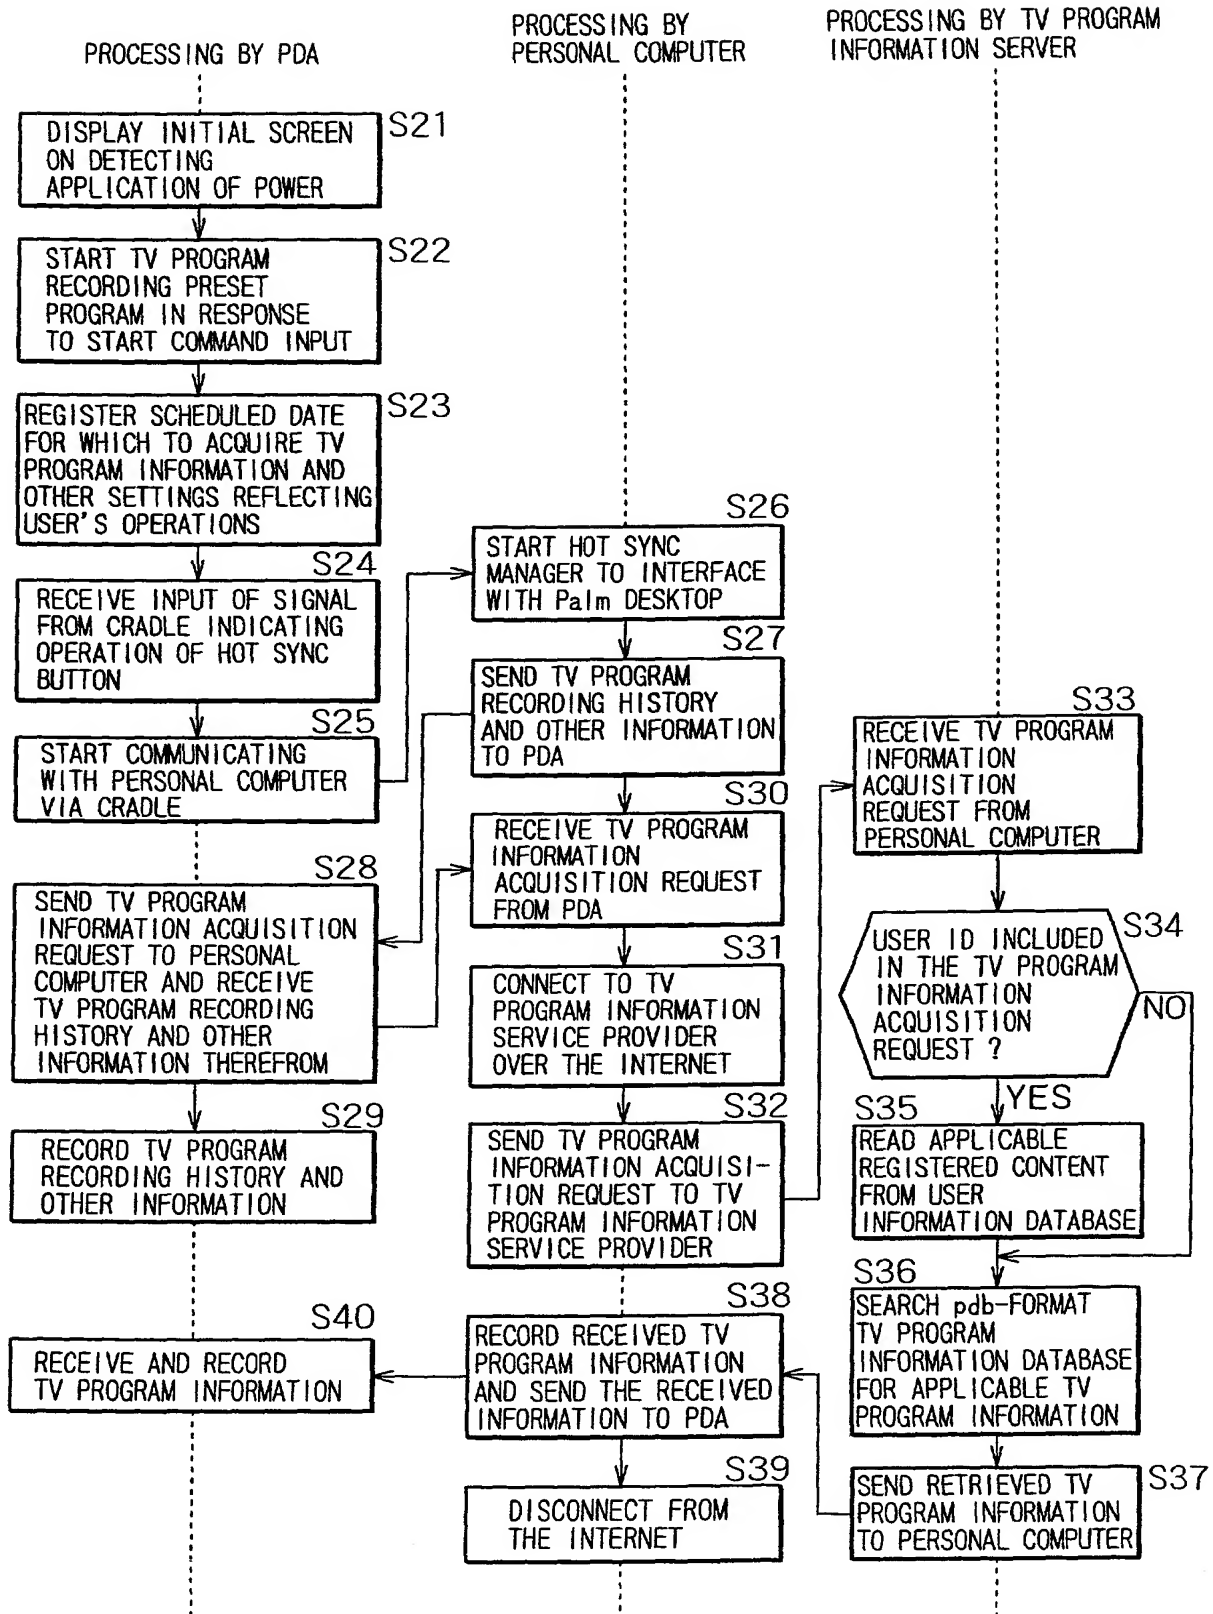 PROCESSING BY PDA
PROCESSING BY
PERSONAL COMPUTER
PROCESSING BY TV PROGRAM
INFORMATION SERVER
S21
DISPLAY INITIAL SCREEN
ON DETECTING
APPLICATION OF POWER
S22
START TV PROGRAM
RECORDING PRESET
PROGRAM IN RESPONSE
TO START COMMAND INPUT
S23
REGISTER SCHEDULED DATE
FOR WHICH TO ACQUIRE TV
PROGRAM INFORMATION AND
OTHER SETTINGS REFLECTING
USER'S OPERATIONS
S24
RECEIVE INPUT OF SIGNAL
FROM CRADLE INDICATING
OPERATION OF HOT SYNC
BUTTON
S25
START COMMUNICATING
WITH PERSONAL COMPUTER
VIA CRADLE
S26
START HOT SYNC
MANAGER TO INTERFACE
WITH Palm DESKTOP
S27
SEND TV PROGRAM
RECORDING HISTORY
AND OTHER INFORMATION
TO PDA
S28
SEND TV PROGRAM
INFORMATION ACQUISITION
REQUEST TO PERSONAL
COMPUTER AND RECEIVE
TV PROGRAM RECORDING
HISTORY AND OTHER
INFORMATION THEREFROM
S29
RECORD TV PROGRAM
RECORDING HISTORY AND
OTHER INFORMATION
S30
RECEIVE TV PROGRAM
INFORMATION
ACQUISITION REQUEST
FROM PDA
S31
CONNECT TO TV
PROGRAM INFORMATION
SERVICE PROVIDER
OVER THE INTERNET
S32
SEND TV PROGRAM
INFORMATION ACQUISI-
TION REQUEST TO TV
PROGRAM INFORMATION
SERVICE PROVIDER
S33
RECEIVE TV PROGRAM
INFORMATION
ACQUISITION
REQUEST FROM
PERSONAL COMPUTER
S34
USER ID INCLUDED
IN THE TV PROGRAM
INFORMATION
ACQUISITION
REQUEST ?
NO
YES
S35
READ APPLICABLE
REGISTERED CONTENT
FROM USER
INFORMATION DATABASE
S36
SEARCH pdb-FORMAT
TV PROGRAM
INFORMATION DATABASE
FOR APPLICABLE TV
PROGRAM INFORMATION
S37
SEND RETRIEVED TV
PROGRAM INFORMATION
TO PERSONAL COMPUTER
S38
RECORD RECEIVED TV
PROGRAM INFORMATION
AND SEND THE RECEIVED
INFORMATION TO PDA
S39
DISCONNECT FROM
THE INTERNET
S40
RECEIVE AND RECORD
TV PROGRAM INFORMATION